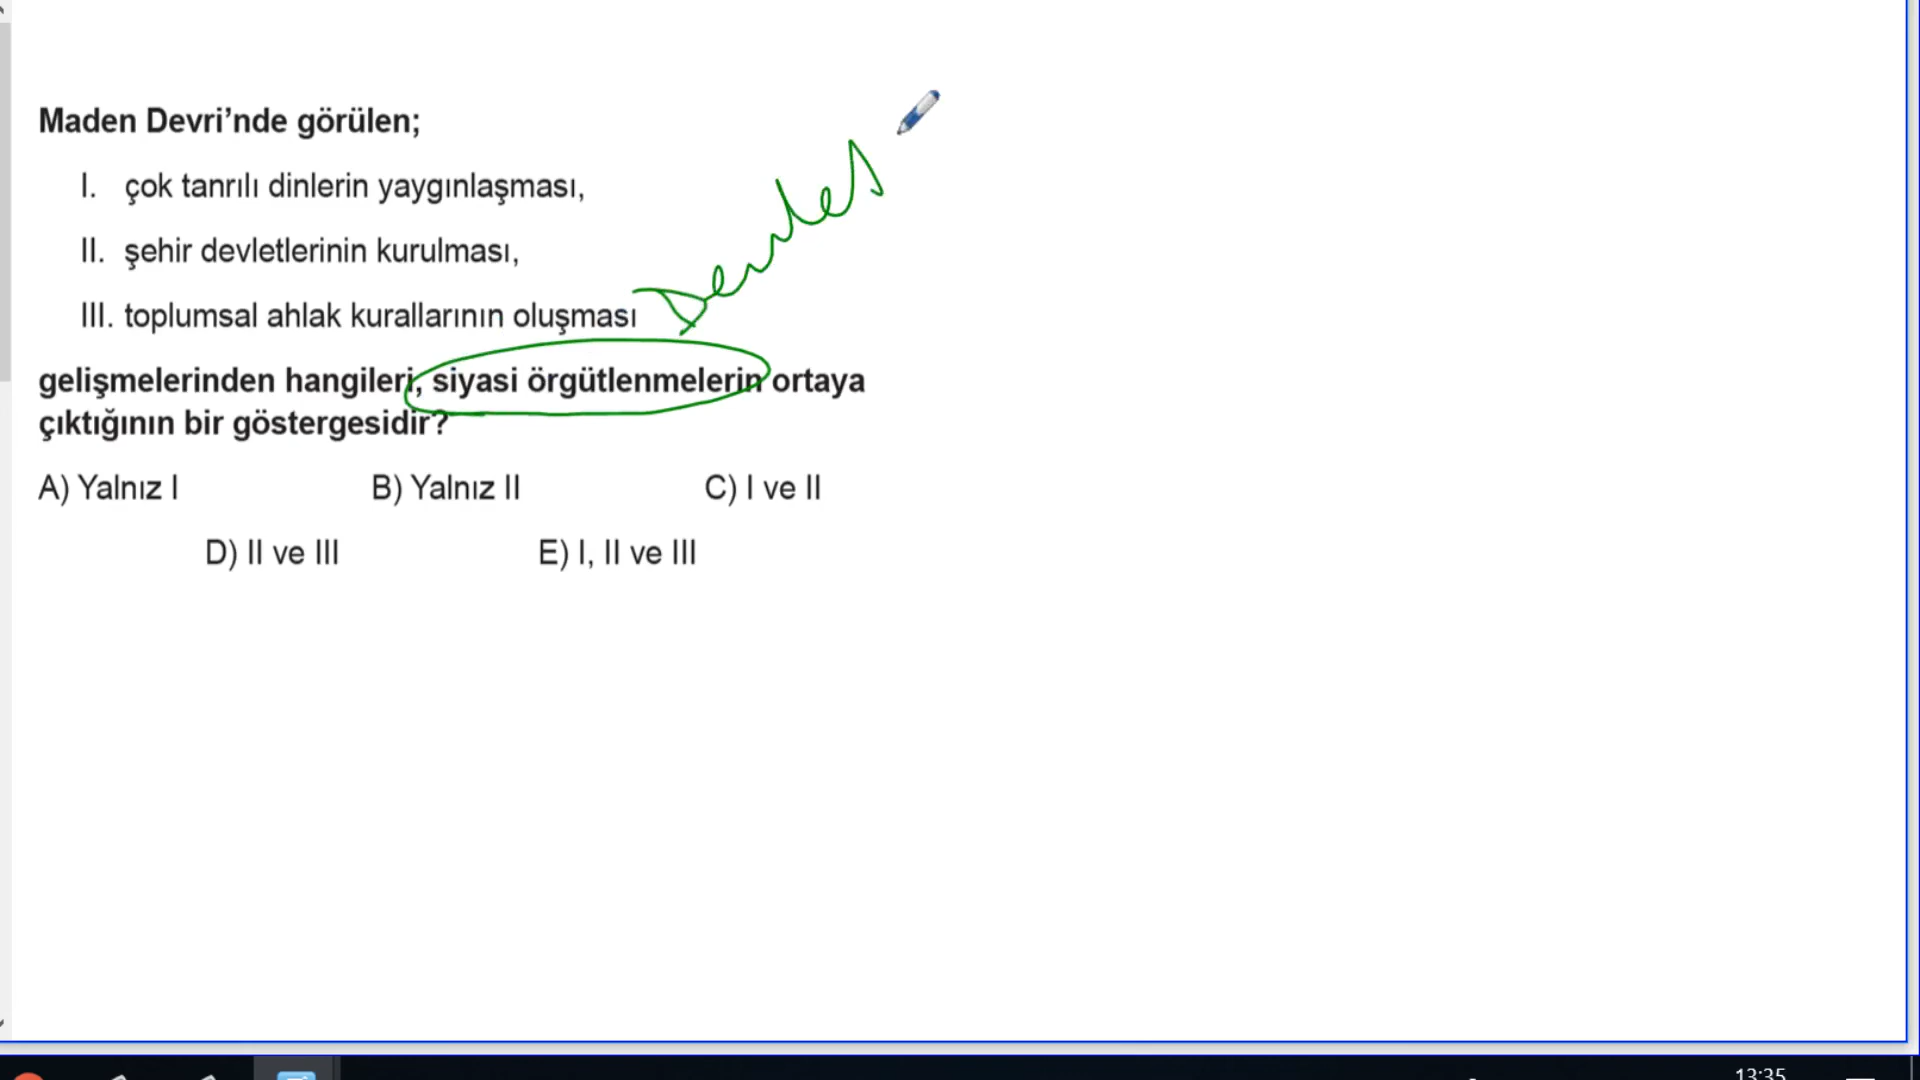 Maden Devri’nde görülen;
I. çok tanrılı dinlerin yaygınlaşması,
II. şehir devletlerinin kurulması,
III. toplumsal ahlak kurallarının oluşması
Devlet
gelişmelerinden hangileri, siyasi örgütlenmelerin ortaya
çıktığının bir göstergesidir?
A) Yalnız I B) Yalnız II C) I ve II
D) II ve III E) I, II ve III
13:35